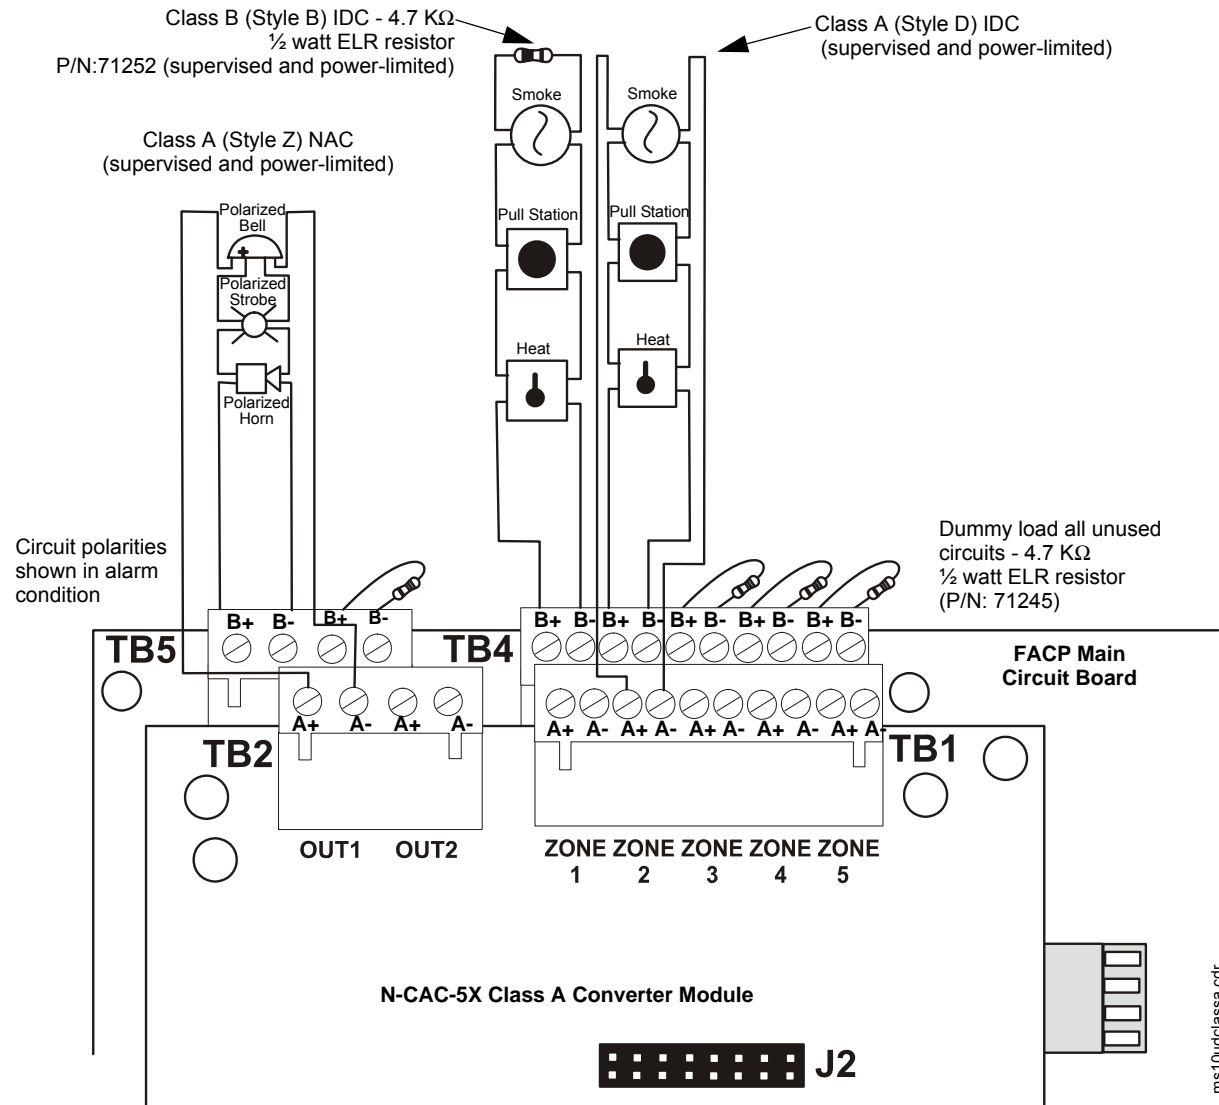 Class B (Style B) IDC - 4.7 KΩ
½ watt ELR resistor
P/N:71252 (supervised and power-limited)
Class A (Style D) IDC
(supervised and power-limited)
Class A (Style Z) NAC
(supervised and power-limited)
Smoke
Smoke
Polarized
Bell
+
Pull Station
Pull Station
Polarized
Strobe
Heat
Heat
Polarized
Horn
Circuit polarities
shown in alarm
condition
Dummy load all unused
circuits - 4.7 KΩ
½ watt ELR resistor
(P/N: 71245)
B+ B- B+ B-
B+ B- B+ B- B+ B- B+ B- B+ B-
TB5
TB4
FACP Main
Circuit Board
A+ A- A+ A-
A+ A- A+ A- A+ A- A+ A- A+ A-
TB2
TB1
OUT1 OUT2
ZONE ZONE ZONE ZONE ZONE
1 2 3 4 5
N-CAC-5X Class A Converter Module
J2
ms10udclassa.cdr